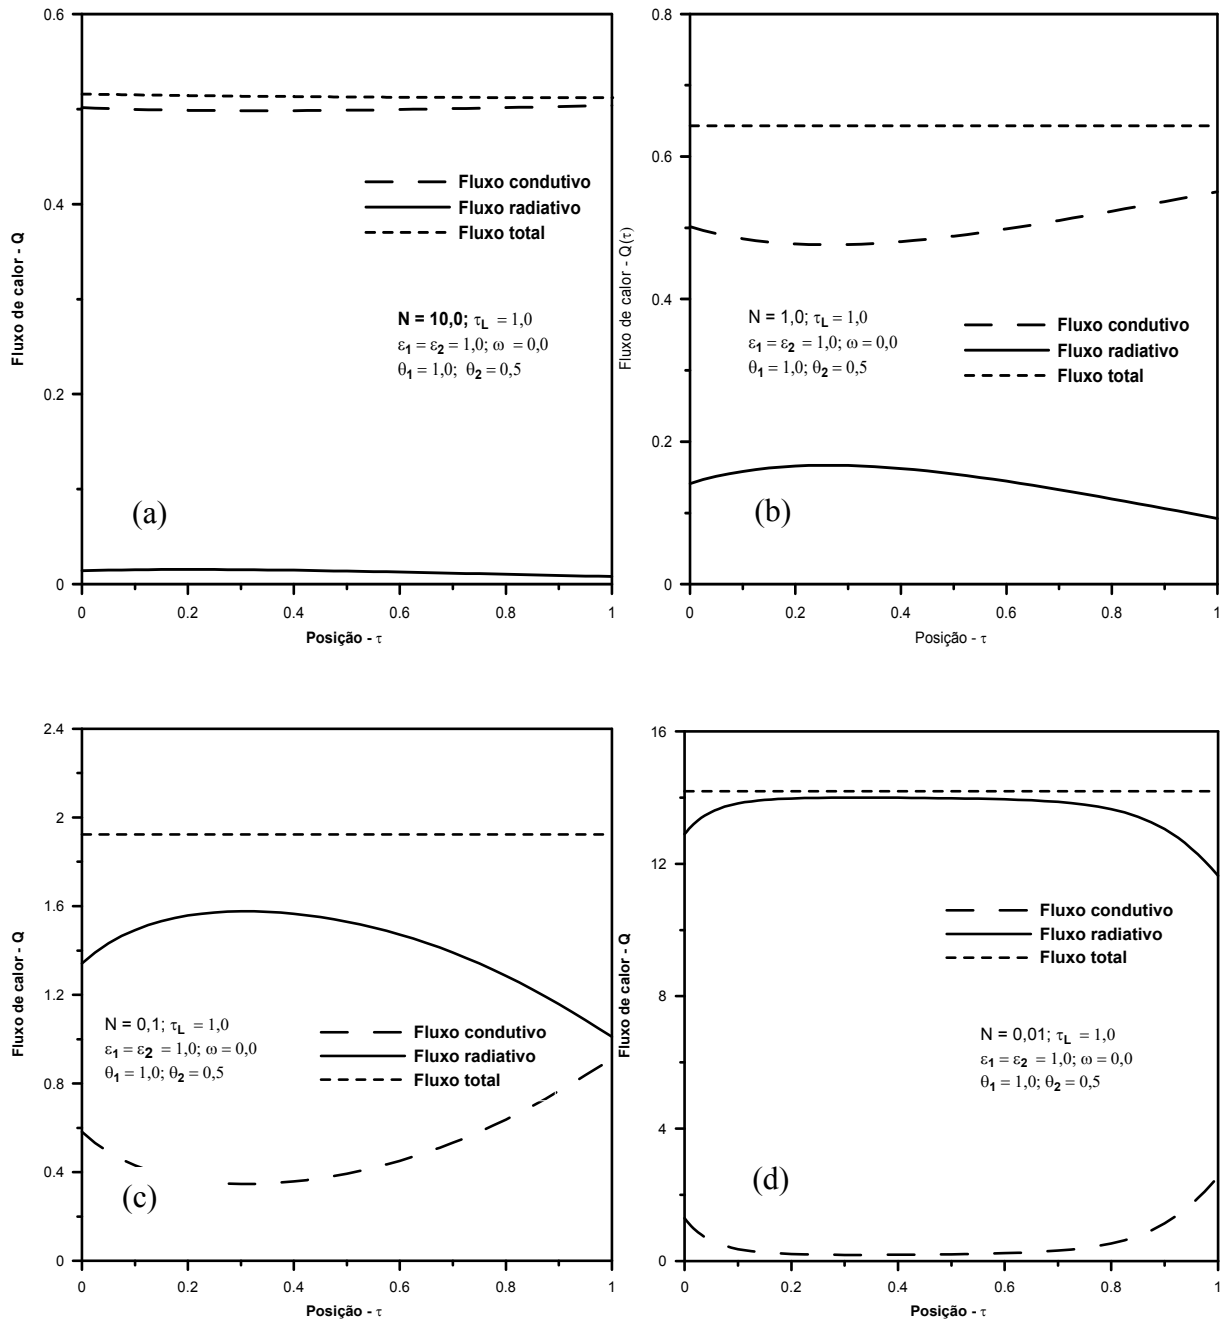 0.6
0.4
0.2
0
Fluxo de calor - Q
Fluxo condutivo
Fluxo radiativo
Fluxo total
N = 10,0; τL = 1,0
ε1 = ε2 = 1,0; ω = 0,0
θ1 = 1,0; θ2 = 0,5
(a)
0 0.2 0.4 0.6 0.8 1
Posição - τ
0.8
0.6
0.4
0.2
0
Fluxo de calor - Q(τ)
N = 1,0; τL = 1,0
ε1 = ε2 = 1,0; ω = 0,0
θ1 = 1,0; θ2 = 0,5
Fluxo condutivo
Fluxo radiativo
Fluxo total
(b)
0 0.2 0.4 0.6 0.8 1
Posição - τ
2.4
2
1.6
1.2
0.8
0.4
0
Fluxo de calor - Q
N = 0,1; τL = 1,0
ε1 = ε2 = 1,0; ω = 0,0
θ1 = 1,0; θ2 = 0,5
Fluxo condutivo
Fluxo radiativo
Fluxo total
(c)
0 0.2 0.4 0.6 0.8 1
Posição - τ
16
12
8
4
0
Fluxo de calor - Q
Fluxo condutivo
Fluxo radiativo
Fluxo total
N = 0,01; τL = 1,0
ε1 = ε2 = 1,0; ω = 0,0
θ1 = 1,0; θ2 = 0,5
(d)
0 0.2 0.4 0.6 0.8 1
Posição - τ